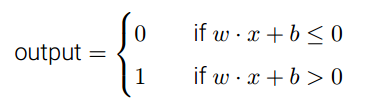 0 if w · x + b ≤ 0
output = {
1 if w · x + b > 0